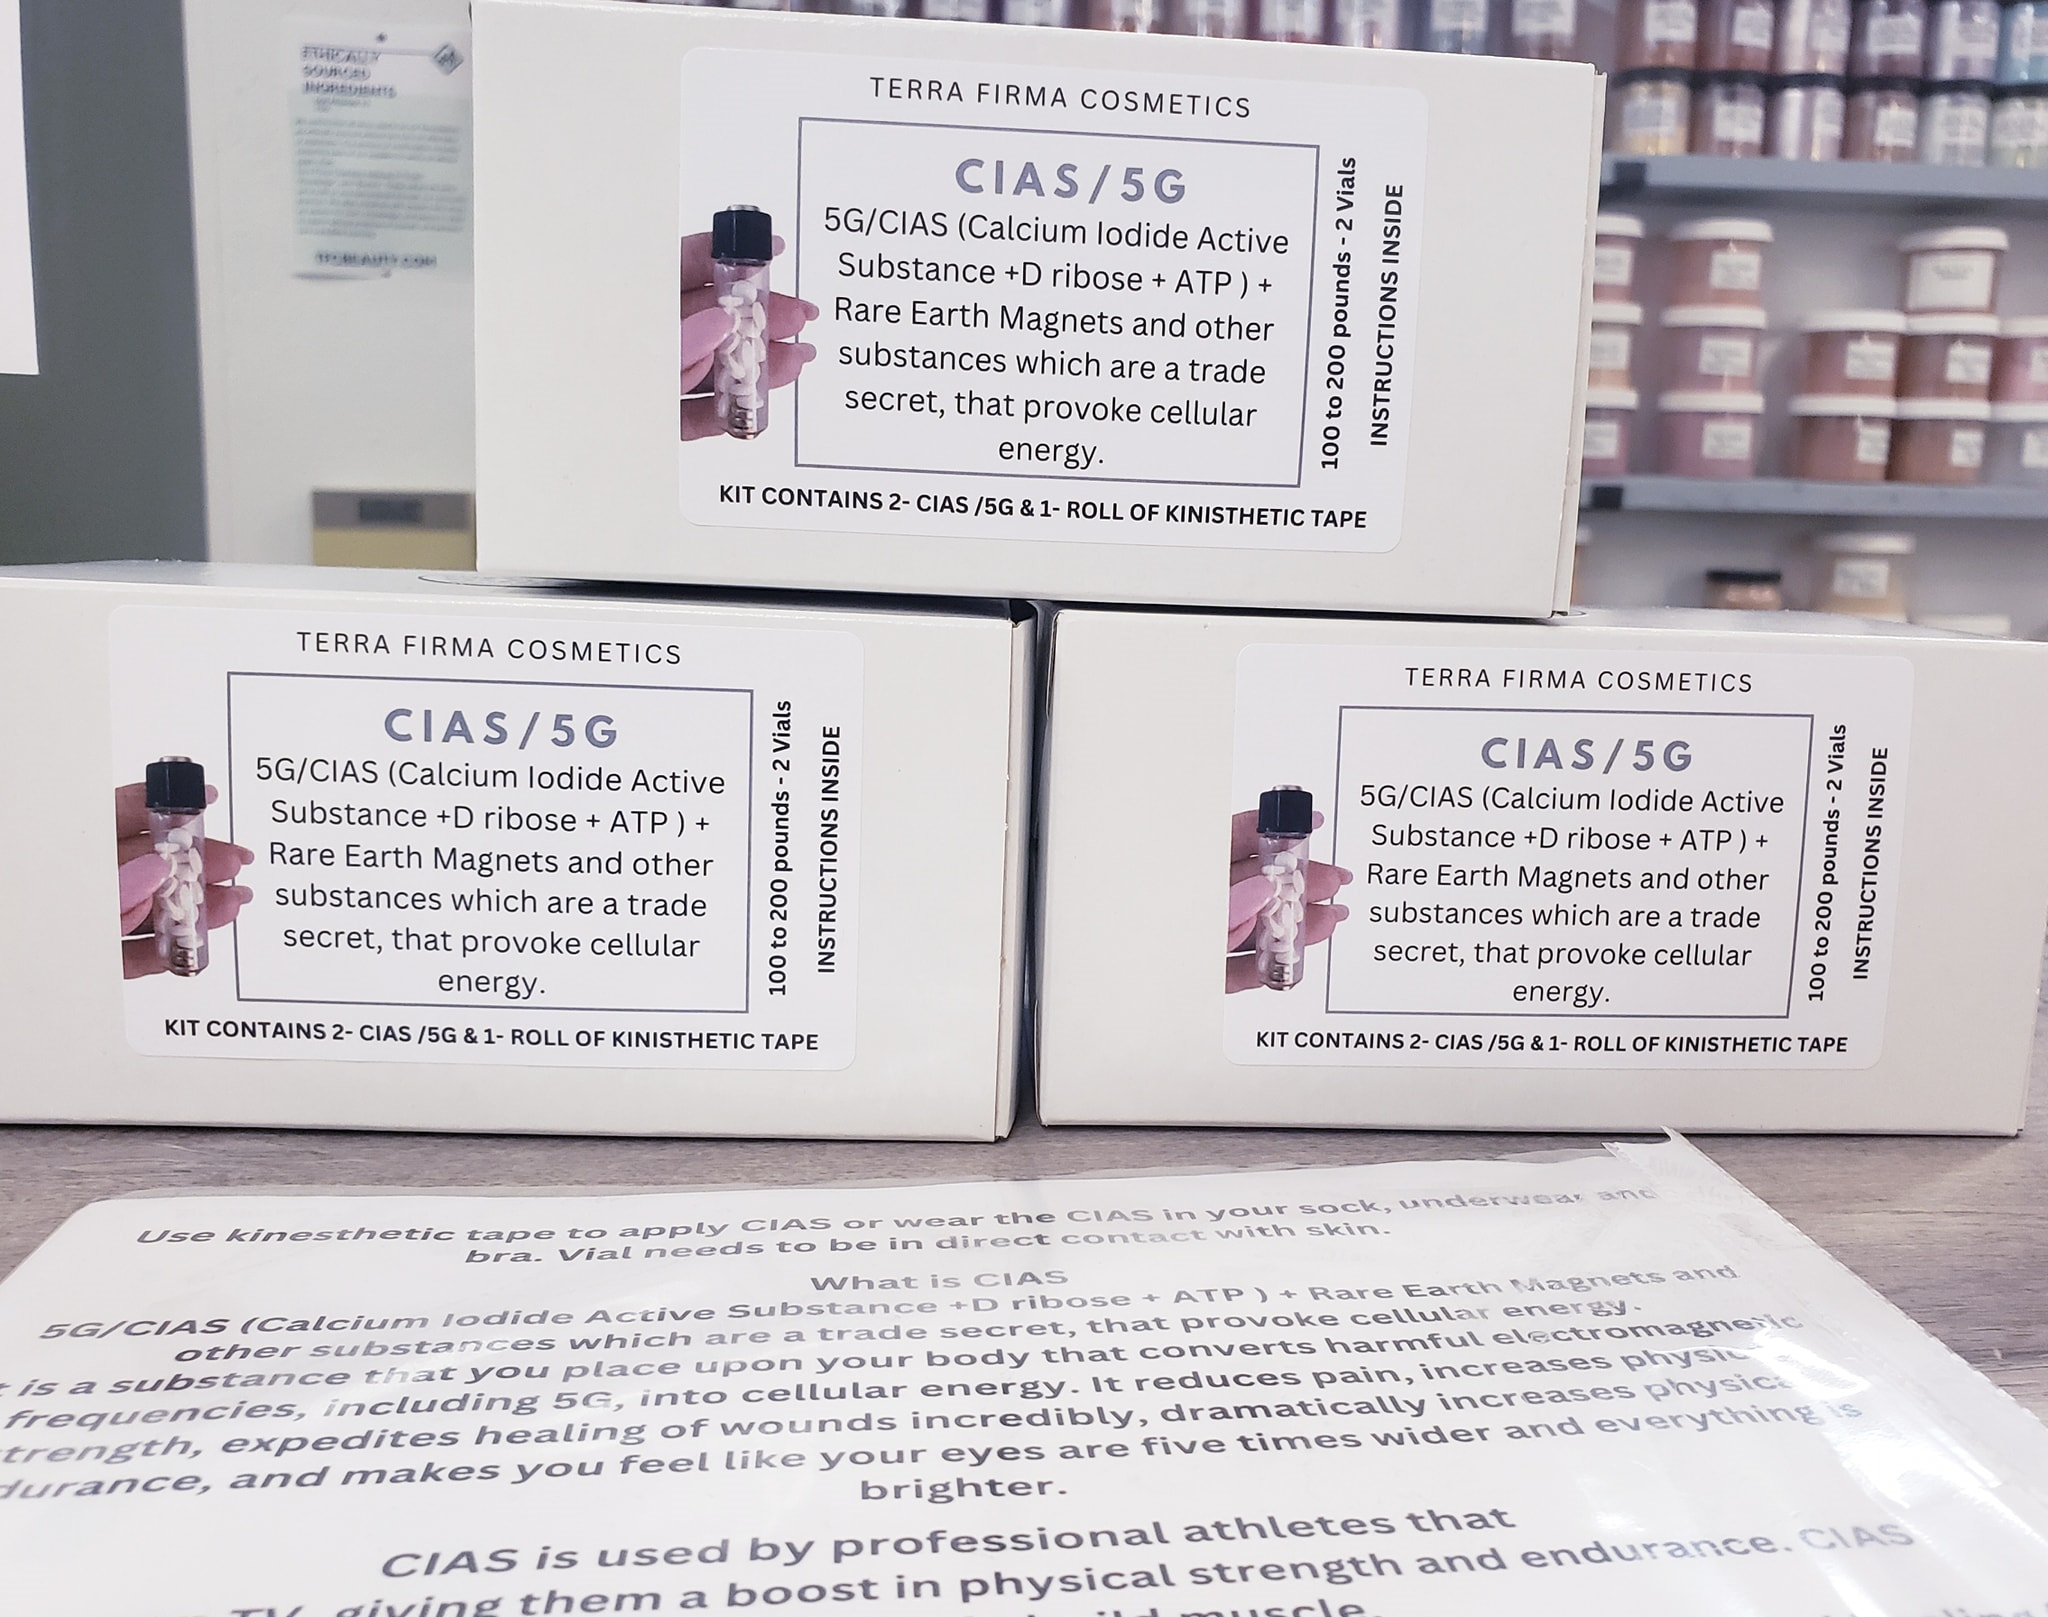 ETHICALLY
SOURCED
INGREDIENTS
TFCBEAUTY.COM
TERRA FIRMA COSMETICS
CIAS/5G
5G/CIAS (Calcium Iodide Active
Substance +D ribose + ATP ) +
Rare Earth Magnets and other
substances which are a trade
secret, that provoke cellular
energy.
100 to 200 pounds - 2 Vials
INSTRUCTIONS INSIDE
KIT CONTAINS 2- CIAS /5G & 1- ROLL OF KINISTHETIC TAPE
TERRA FIRMA COSMETICS
CIAS/5G
5G/CIAS (Calcium Iodide Active
Substance +D ribose + ATP ) +
Rare Earth Magnets and other
substances which are a trade
secret, that provoke cellular
energy.
100 to 200 pounds - 2 Vials
INSTRUCTIONS INSIDE
KIT CONTAINS 2- CIAS /5G & 1- ROLL OF KINISTHETIC TAPE
TERRA FIRMA COSMETICS
CIAS/5G
5G/CIAS (Calcium Iodide Active
Substance +D ribose + ATP ) +
Rare Earth Magnets and other
substances which are a trade
secret, that provoke cellular
energy.
100 to 200 pounds - 2 Vials
INSTRUCTIONS INSIDE
KIT CONTAINS 2- CIAS /5G & 1- ROLL OF KINISTHETIC TAPE
Use kinesthetic tape to apply CIAS or wear the CIAS in your sock, underwear and
bra. Vial needs to be in direct contact with skin.
What is CIAS
5G/CIAS (Calcium Iodide Active Substance +D ribose + ATP ) + Rare Earth Magnets and
other substances which are a trade secret, that provoke cellular energy.
is a substance that you place upon your body that converts harmful electromagnetic
frequencies, including 5G, into cellular energy. It reduces pain, increases
expedites healing of wounds incredibly, dramatically increases
and makes you feel like your eyes are five times wider and everything is
brighter.
CIAS is used by professional athletes that
giving them a boost in physical strength and endurance. CIAS
muscle.